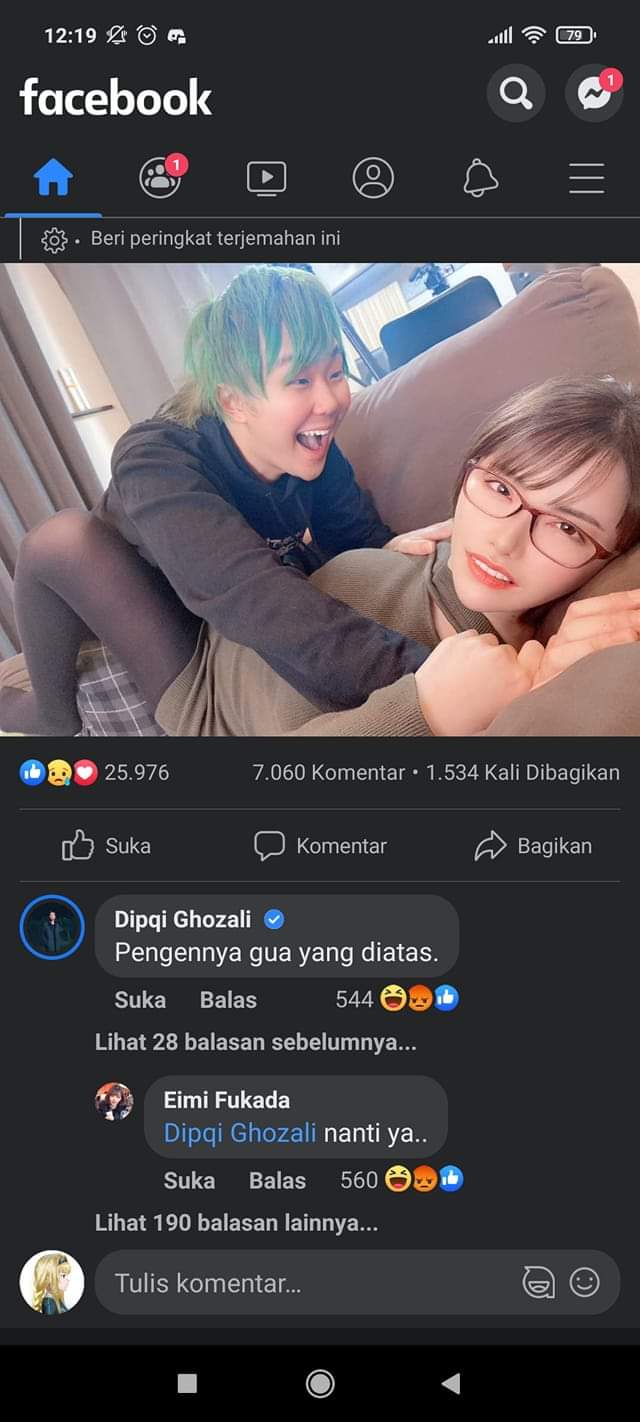 12:19
79
facebook
1
1
Beri peringkat terjemahan ini
25.976
7.060 Komentar • 1.534 Kali Dibagikan
Suka
Komentar
Bagikan
Dipqi Ghozali
Pengennya gua yang diatas.
Suka Balas 544
Lihat 28 balasan sebelumnya...
Eimi Fukada
Dipqi Ghozali nanti ya..
Suka Balas 560
Lihat 190 balasan lainnya...
Tulis komentar...